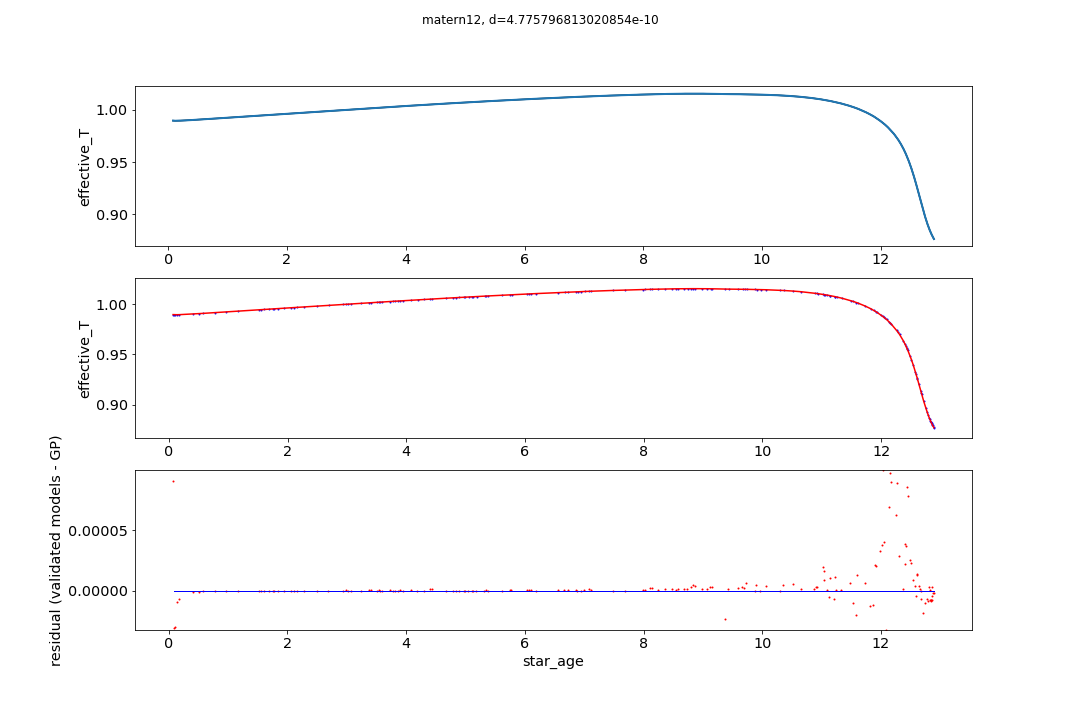 matern12, d=4.775796813020854e-10
1.00
0.95
0.90
effective_T
0 2 4 6 8 10 12
1.00
0.95
0.90
effective_T
0 2 4 6 8 10 12
0.00005
0.00000
residual (validated models - GP)
0 2 4 6 8 10 12
star_age